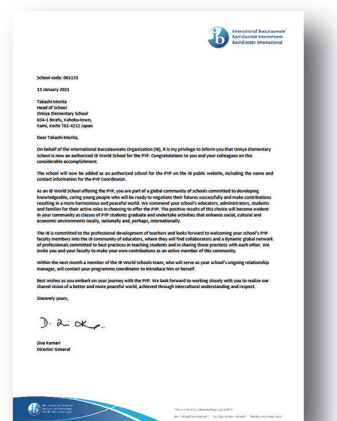 International Baccalaureate
Baccalauréat International
Bachillerato Internacional
School code: 061135
13 January 2021
Takashi Morita
Head of School
Omiya Elementary School
Kami, Kochi 781-4212 Japan
Dear Takashi Morita,
On behalf of the International Baccalaureate Organization (IB), it is my privilege to inform you that Omiya Elementary
School is now an authorized IB World School for the PYP. Congratulations to you and your colleagues on this
considerable accomplishment.
The school will now be added as an authorized school for the PYP on the IB public website, including the name and
contact information for the PYP Coordinator.
As an IB World School offering the PYP, you are part of a global community of schools committed to developing
knowledgeable, caring young people who will be ready to negotiate their futures successfully and make contributions
resulting in a more harmonious and peaceful world. We commend your school's educators, administrators, students
and families for their active roles in choosing to offer the PYP. The positive results of this choice will become evident
in your community as classes of PYP students graduate and undertake activities that enhance social, cultural and
economic environments locally, nationally and, perhaps, internationally.
The IB is committed to the professional development of teachers and looks forward to welcoming your school's PYP
faculty members into the IB community of educators, where they will find collaborators and a dynamic global network
of professionals committed to best practices in teaching students and in sharing these practices with each other. We
invite you and your faculty to make your own contributions as an active member of this community.
Within the next month a member of the IB World Schools team, who will serve as your school's ongoing relationship
manager, will contact your programme coordinator to introduce him or herself.
Best wishes as you embark on your journey with the PYP. We look forward to working closely with you to realize our
shared vision of a better and more peaceful world, achieved through intercultural understanding and respect.
Sincerely yours,
Siva Kumari
Director General